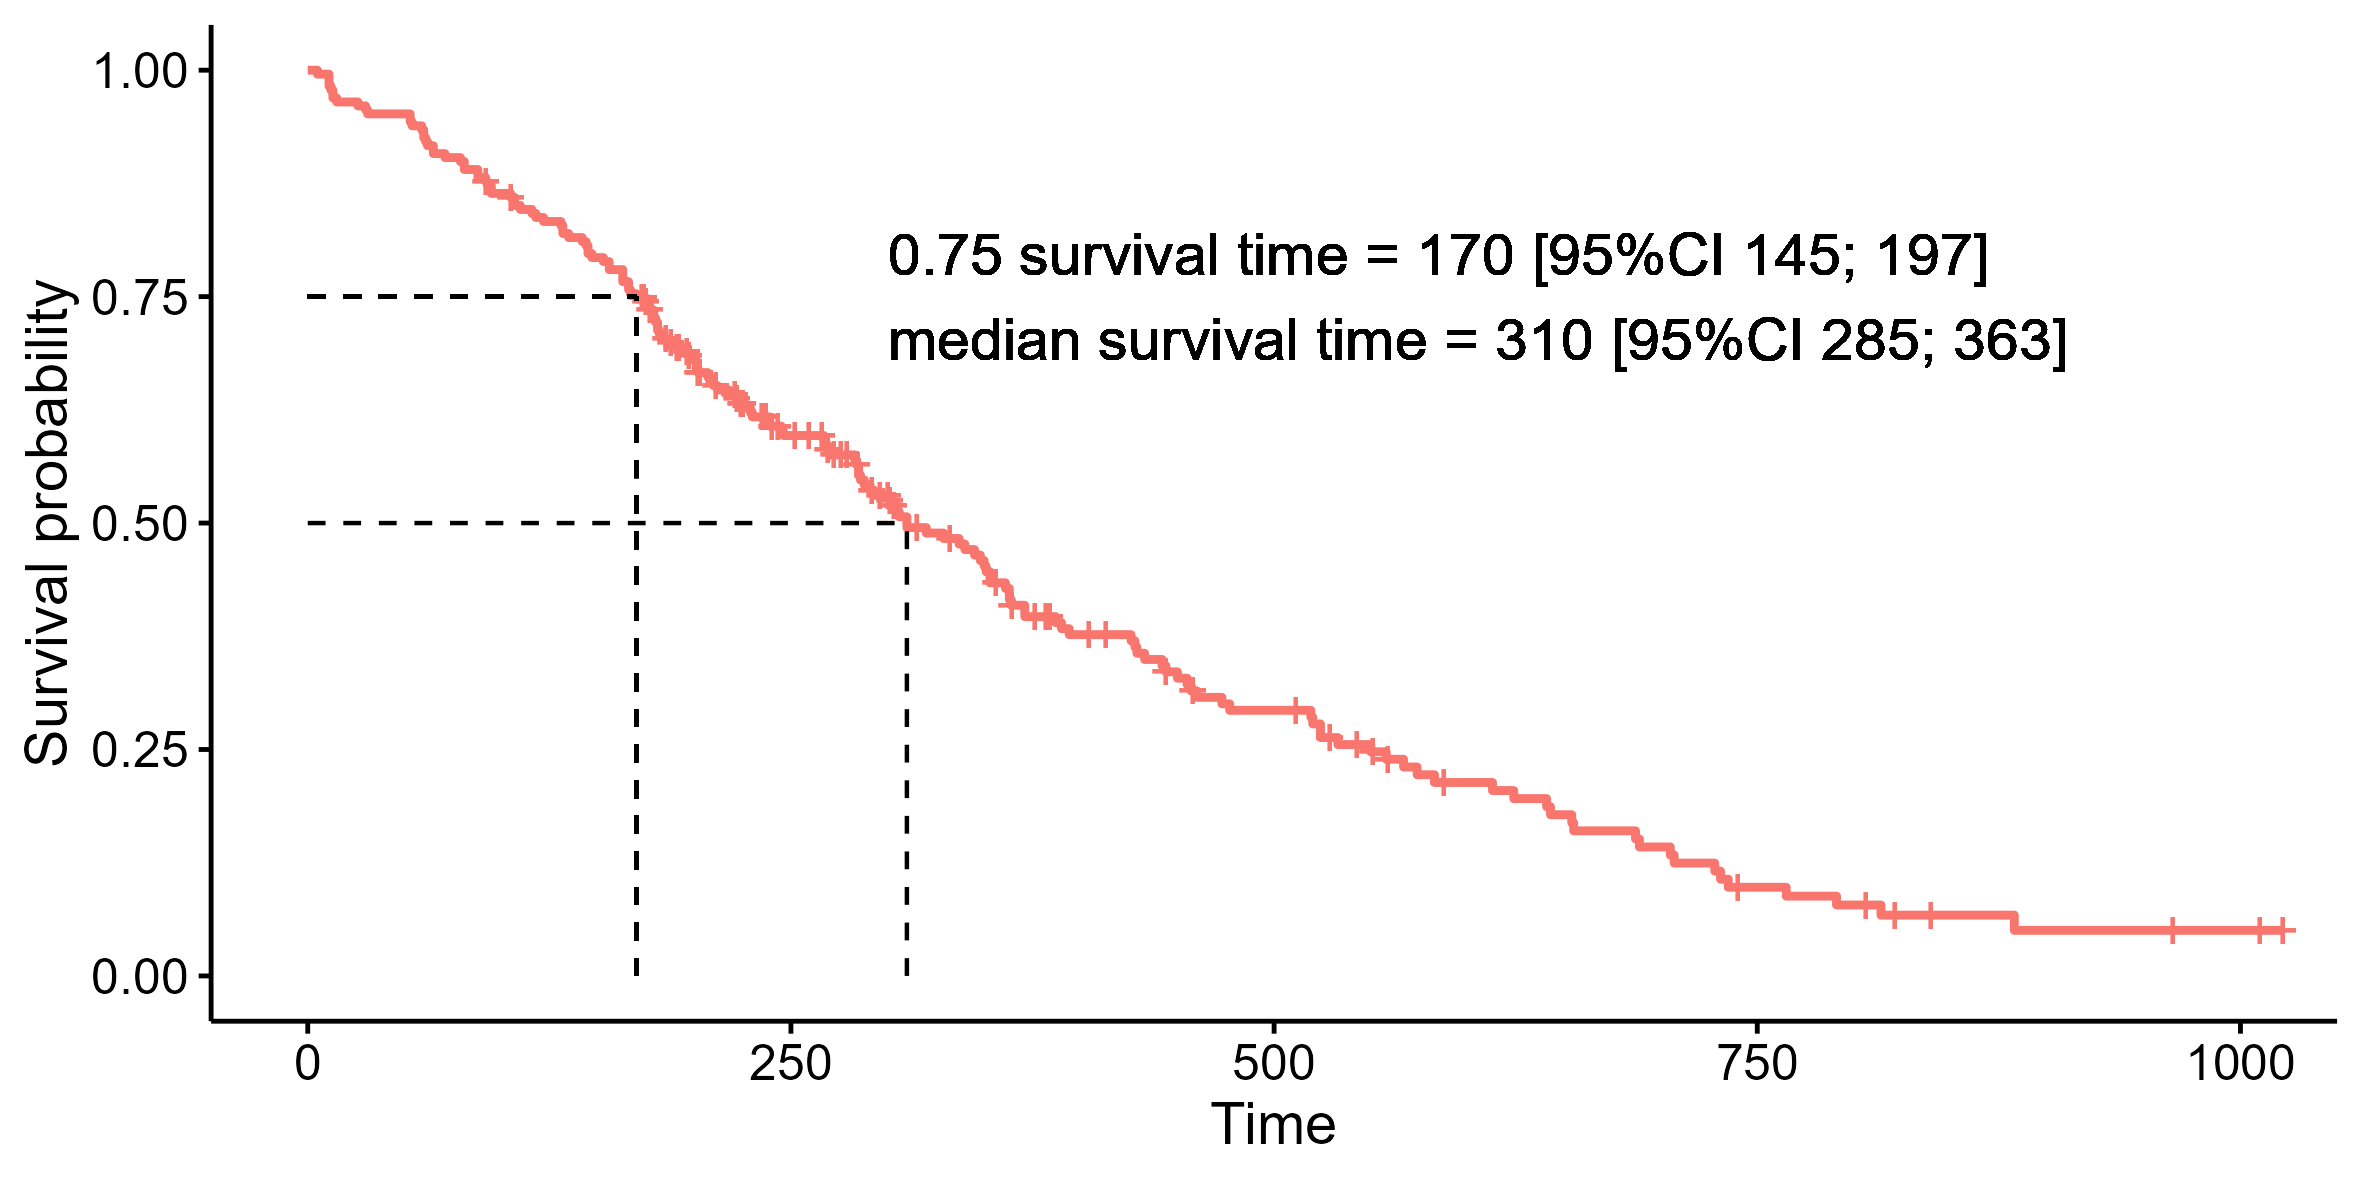 1.00
0.75
0.50
0.25
0.00
Survival probability
0.75 survival time = 170 [95%CI 145; 197]
median survival time = 310 [95%CI 285; 363]
0 250 500 750 1000
Time